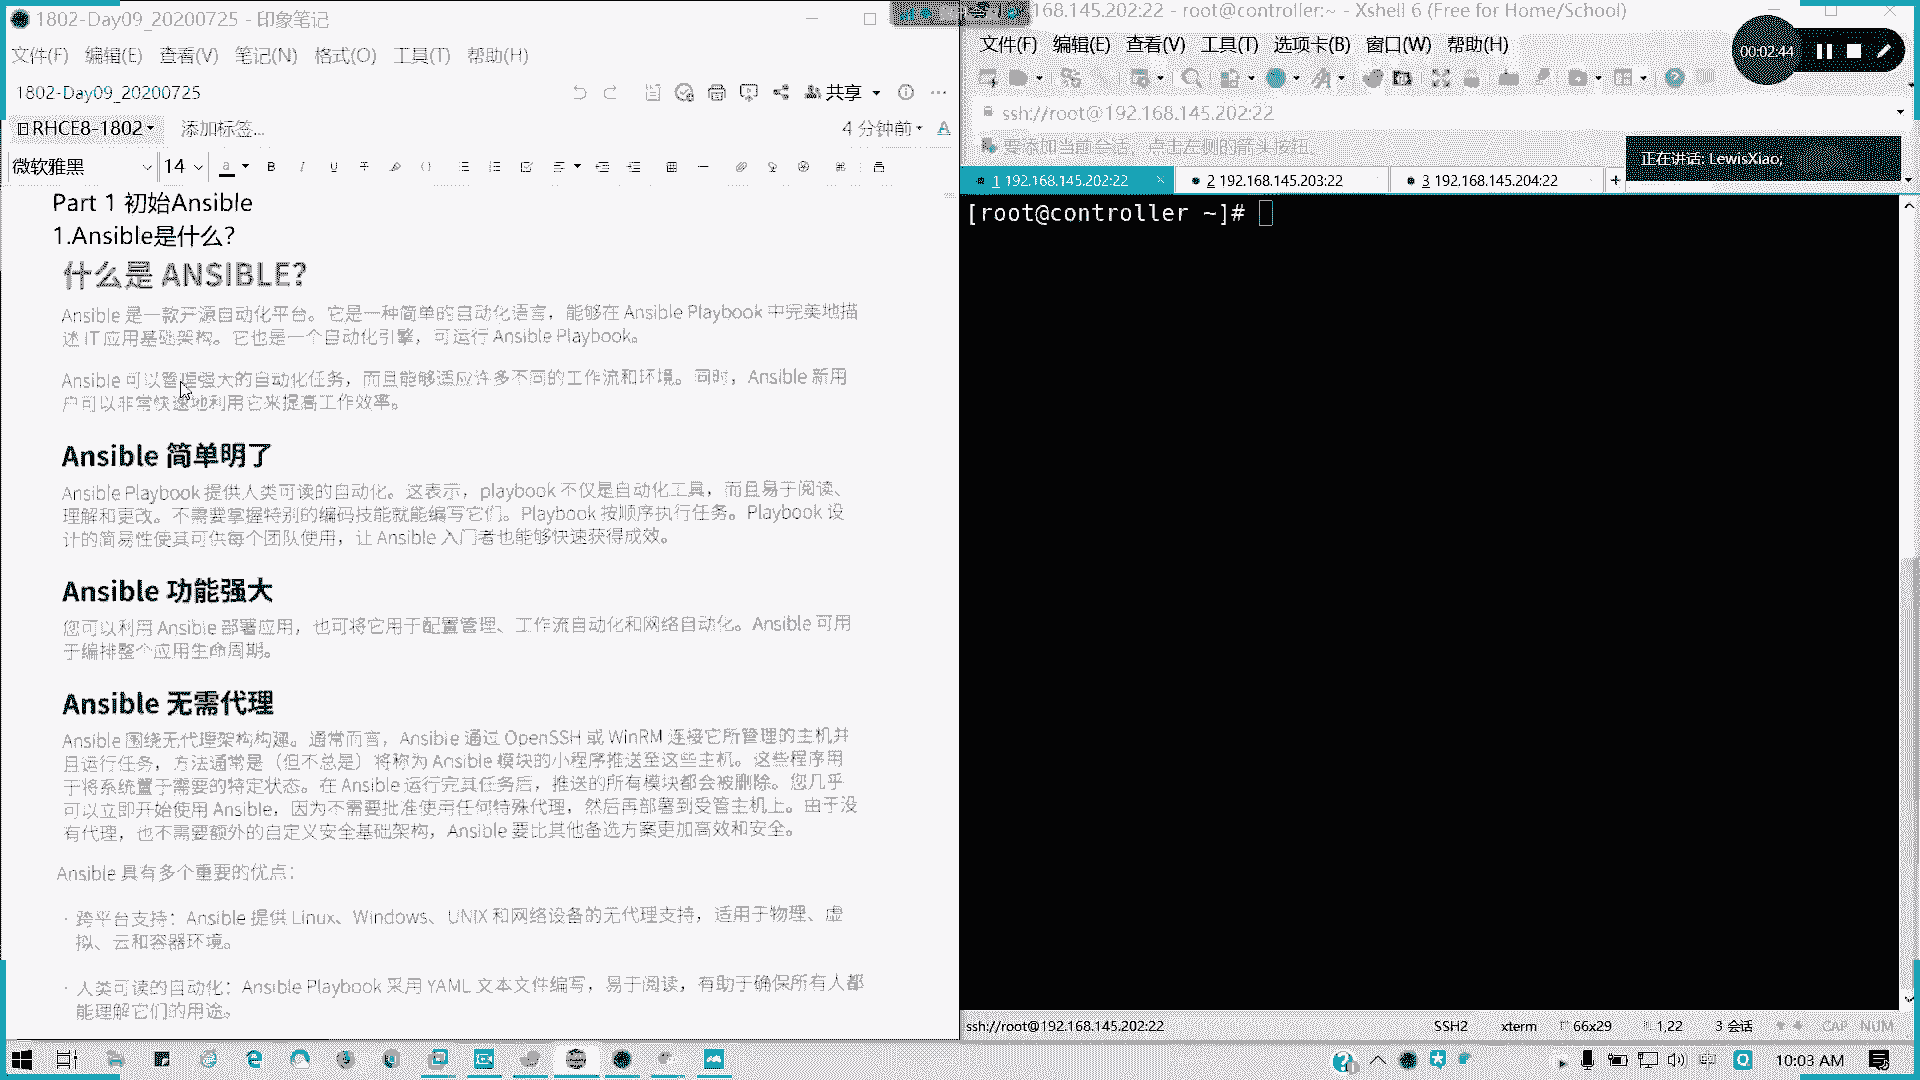 1802-Day09_20200725 - 印象笔记
文件(F) 编辑(E) 查看(V) 笔记(N) 格式(O) 工具(T) 帮助(H)
1802-Day09_20200725
共享
RHCE8-1802
添加标签...
4 分钟前
微软雅黑 14
Part 1 初始Ansible
1.Ansible是什么?
什么是 ANSIBLE?
Ansible 是一款开源自动化平台。它是一种简单的自动化语言，能够在 Ansible Playbook 中完美地描
述 IT 应用基础架构。它也是一个自动化引擎，可运行 Ansible Playbook。
Ansible 可以管理强大的自动化任务，而且能够适应许多不同的工作流和环境。同时，Ansible 新用
户可以非常快速地利用它来提高工作效率。
Ansible 简单明了
Ansible Playbook 提供人类可读的自动化。这表示，playbook 不仅是自动化工具，而且易于阅读、
理解和更改。不需要掌握特别的编码技能就能编写它们。Playbook 按顺序执行任务。Playbook 设
计的简易性使其可供每个团队使用，让 Ansible 入门者也能够快速获得成效。
Ansible 功能强大
您可以利用 Ansible 部署应用，也可将它用于配置管理、工作流自动化和网络自动化。Ansible 可用
于编排整个应用生命周期。
Ansible 无需代理
Ansible 围绕无代理架构构建。通常而言，Ansible 通过 OpenSSH 或 WinRM 连接它所管理的主机并
且运行任务，方法通常是（但不总是）将称为 Ansible 模块的小程序推送至这些主机。这些程序用
于将系统置于需要的特定状态。在 Ansible 运行完其任务后，推送的所有模块都会被删除。您几乎
可以立即开始使用 Ansible，因为不需要批准使用任何特殊代理，然后再部署到受管主机上。由于没
有代理，也不需要额外的自定义安全基础架构，Ansible 要比其他备选方案更加高效和安全。
Ansible 具有多个重要的优点：
· 跨平台支持：Ansible 提供 Linux、Windows、UNIX 和网络设备的无代理支持，适用于物理、虚
拟、云和容器环境。
· 人类可读的自动化：Ansible Playbook 采用 YAML 文本文件编写，易于阅读，有助于确保所有人都
能理解它们的用途。
168.145.202:22 - root@controller:~ - Xshell 6 (Free for Home/School)
文件(F) 编辑(E) 查看(V) 工具(T) 选项卡(B) 窗口(W) 帮助(H)
00:02:44
ssh://root@192.168.145.202:22
要添加当前会话，点击左侧的箭头按钮。
正在讲话: LewisXiao;
1 192.168.145.202:22
2 192.168.145.203:22
3 192.168.145.204:22
[root@controller ~]#
ssh://root@192.168.145.202:22 SSH2 xterm 66x29 1,22 3 会话 CAP NUM
10:03 AM